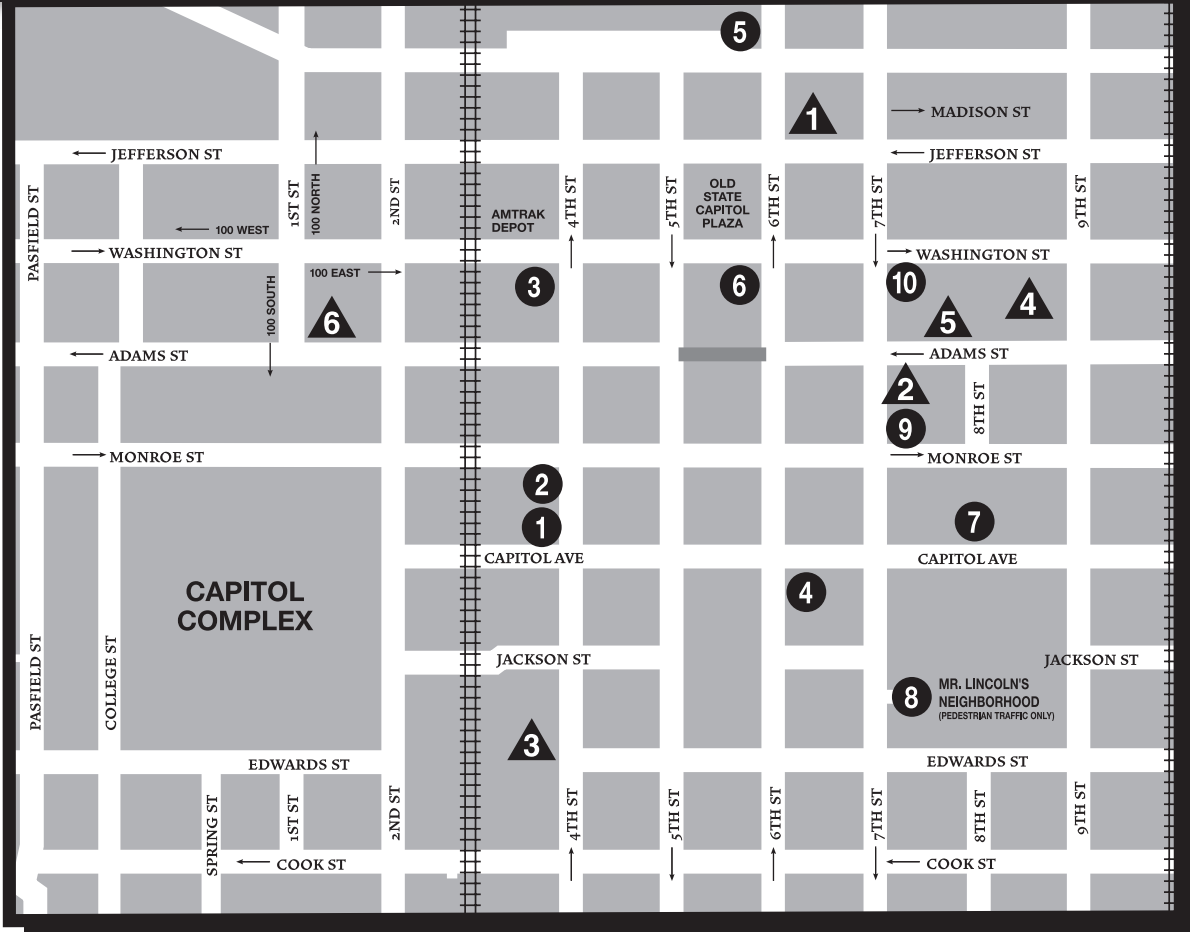 5
1
MADISON ST
JEFFERSON ST
JEFFERSON ST
PASFIELD ST
1ST ST
100 NORTH
2ND ST
AMTRAK
DEPOT
4TH ST
5TH ST
OLD
STATE
CAPITOL
PLAZA
6TH ST
7TH ST
9TH ST
100 WEST
WASHINGTON ST
WASHINGTON ST
100 EAST
100 SOUTH
6
3
6
10
5
4
ADAMS ST
ADAMS ST
2
9
8TH ST
MONROE ST
MONROE ST
2
1
7
CAPITOL AVE
CAPITOL AVE
CAPITOL
COMPLEX
4
PASFIELD ST
COLLEGE ST
JACKSON ST
JACKSON ST
8
MR. LINCOLN'S
NEIGHBORHOOD
(PEDESTRIAN TRAFFIC ONLY)
3
EDWARDS ST
EDWARDS ST
SPRING ST
1ST ST
2ND ST
4TH ST
5TH ST
6TH ST
7TH ST
8TH ST
9TH ST
COOK ST
COOK ST